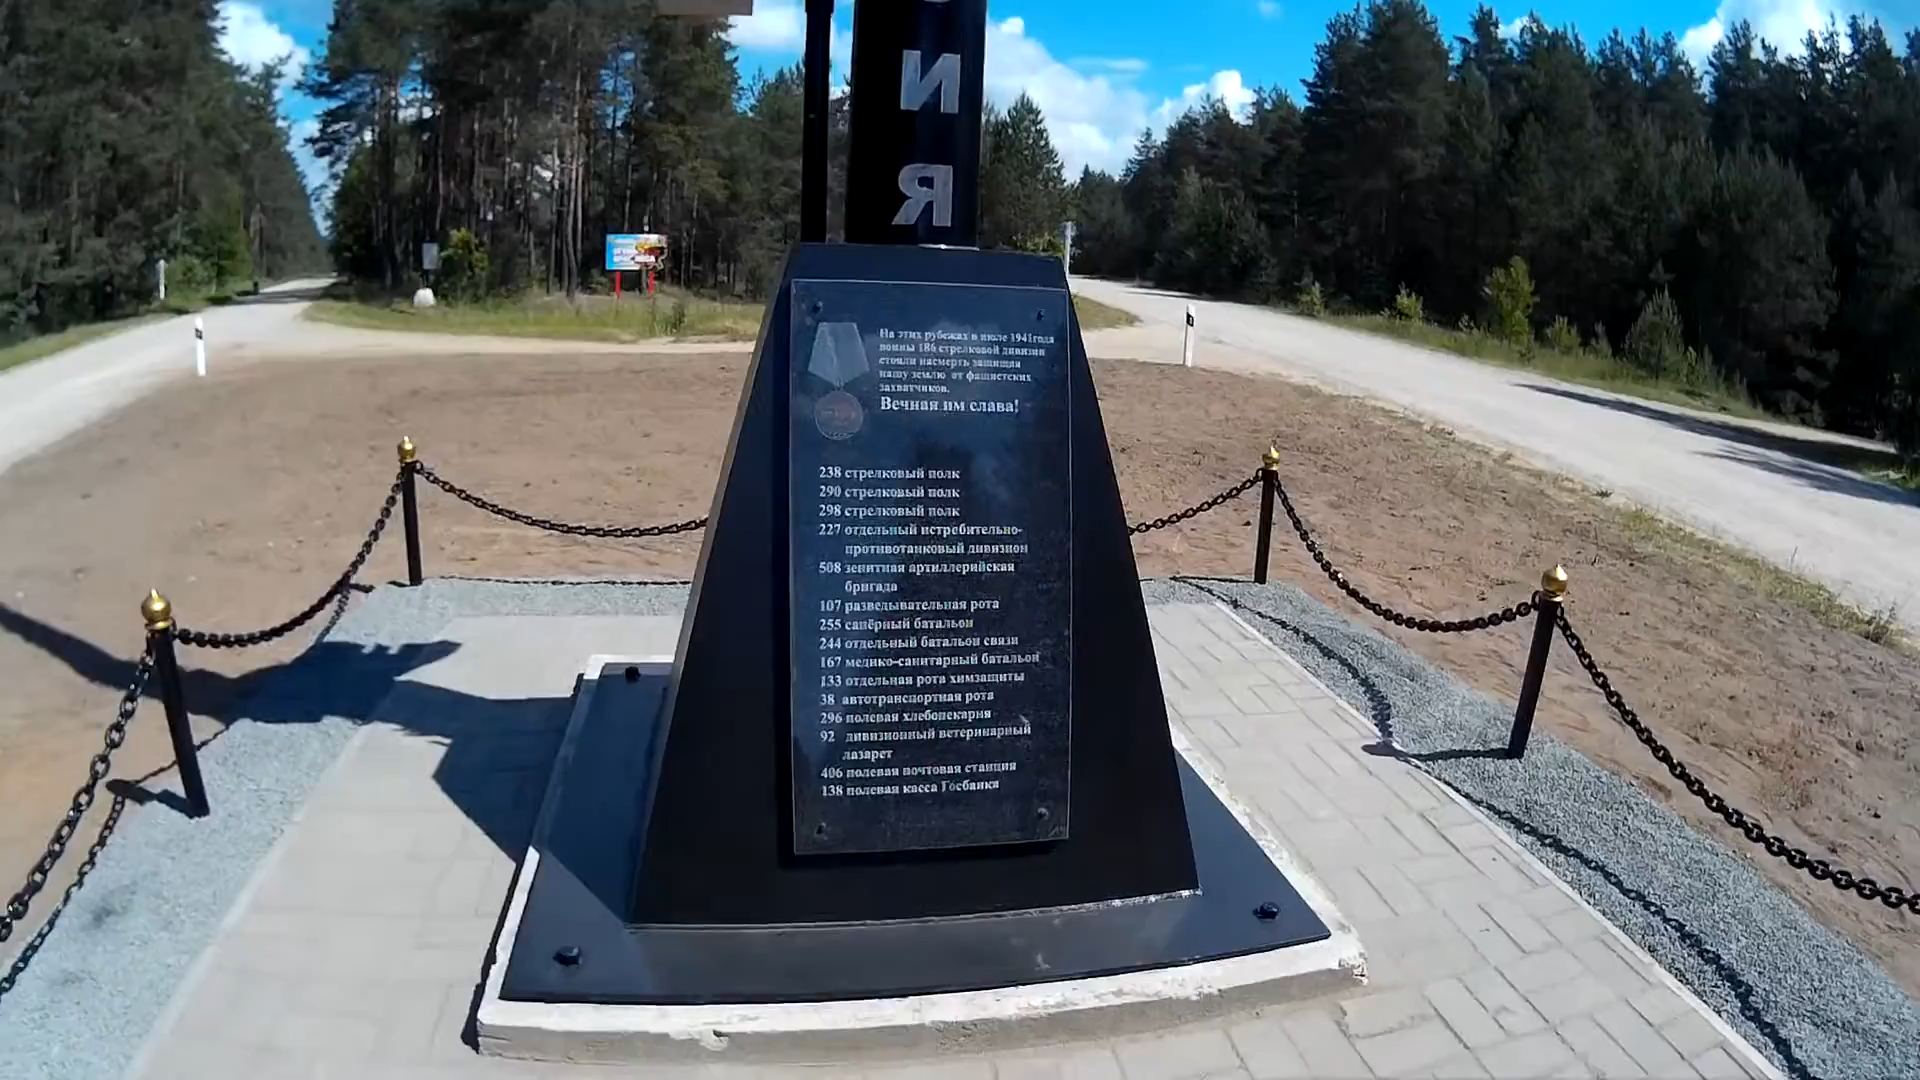 И
Я
На этих рубежах в июле 1941года
воины 186 стрелковой дивизии
стояли насмерть защищая
нашу землю от фашистских
захватчиков.
Вечная им слава!
238 стрелковый полк
290 стрелковый полк
298 стрелковый полк
227 отдельный истребительно-
противотанковый дивизион
508 зенитная артиллерийская
бригада
107 разведывательная рота
255 сапёрный батальон
244 отдельный батальон связи
167 медико-санитарный батальон
133 отдельная рота химзащиты
38 автотранспортная рота
296 полевая хлебопекарня
92 дивизионный ветеринарный
лазарет
406 полевая почтовая станция
138 полевая касса Госбанка